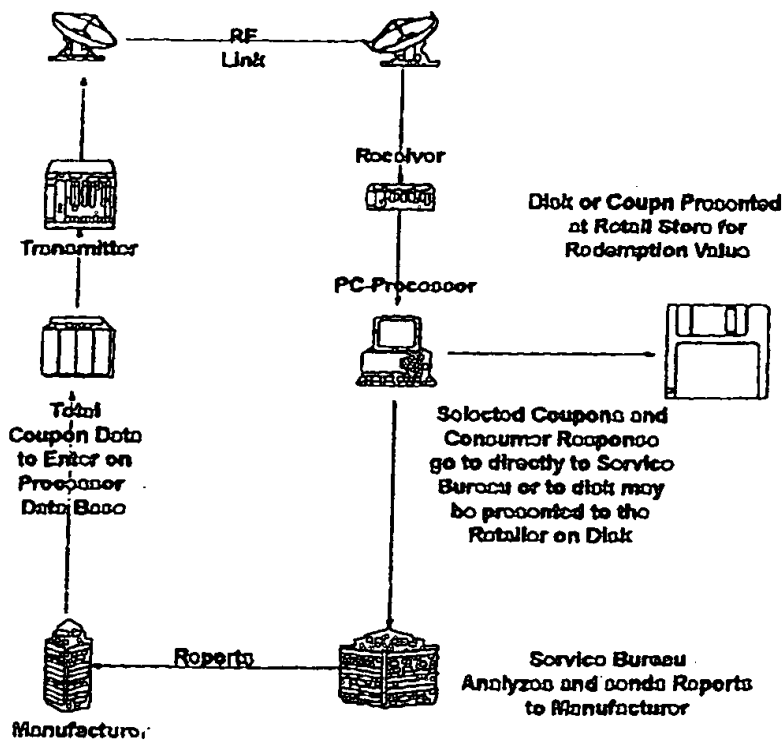 RF
Link
Receiver
Transmitter
Disk or Coupn Presented
at Retail Store for
Redemption Value
PC-Processor
Total
Coupon Data
to Enter on
Processor
Data Base
Selected Coupons and
Consumer Response
go to directly to Service
Bureau or to disk may
be presented to the
Retailer on Disk
Reports
Manufacturer
Service Bureau
Analyzes and sends Reports
to Manufacturer